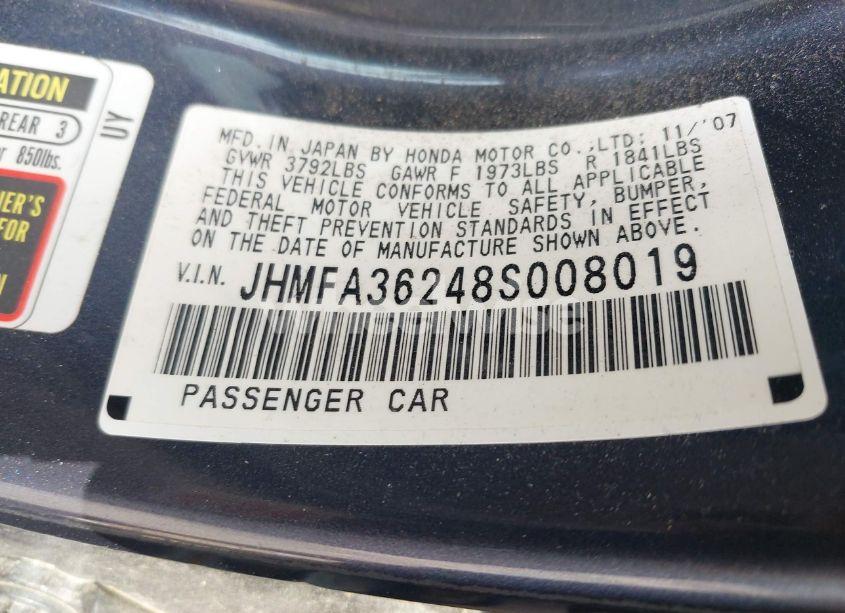 ATION
REAR 3
850lbs.
ER'S
FOR
UY
MFD.IN JAPAN BY HONDA MOTOR CO.,LTD: 11/'07
GVWR 3792LBS GAWR F 1973LBS R 1841LBS
THIS VEHICLE CONFORMS TO ALL APPLICABLE
FEDERAL MOTOR VEHICLE SAFETY, BUMPER,
AND THEFT PREVENTION STANDARDS IN EFFECT
ON THE DATE OF MANUFACTURE SHOWN ABOVE.
V.I.N. JHMFA36248S008019
PASSENGER CAR